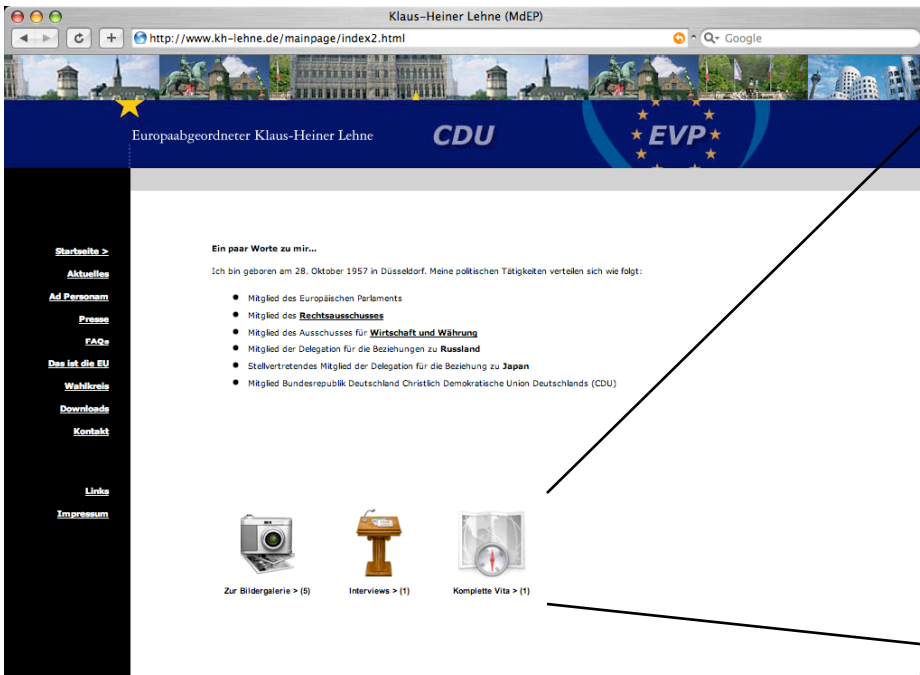 Klaus-Heiner Lehne (MdEP)
http://www.kh-lehne.de/mainpage/index2.html
Google
Europaabgeordneter Klaus-Heiner Lehne
CDU
EVP
Startseite >
Aktuelles
Ad Personam
Presse
FAQs
Das ist die EU
Wahlkreis
Downloads
Kontakt
Links
Impressum
Ein paar Worte zu mir...
Ich bin geboren am 28. Oktober 1957 in Düsseldorf. Meine politischen Tätigkeiten verteilen sich wie folgt:
Mitglied des Europäischen Parlaments
Mitglied des Rechtsausschusses
Mitglied des Ausschusses für Wirtschaft und Währung
Mitglied der Delegation für die Beziehungen zu Russland
Stellvertretendes Mitglied der Delegation für die Beziehung zu Japan
Mitglied Bundesrepublik Deutschland Christlich Demokratische Union Deutschlands (CDU)
Zur Bildergalerie > (5)
Interviews > (1)
Komplette Vita > (1)